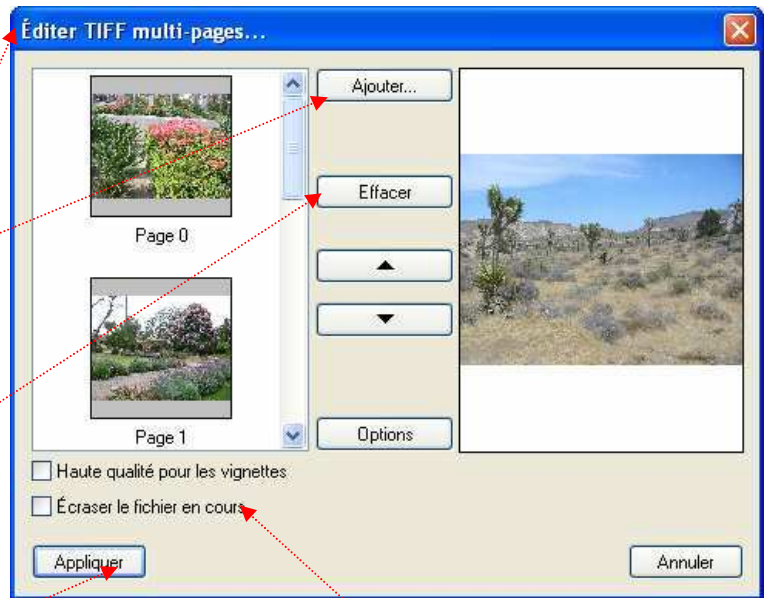 Éditer TIFF multi-pages...
Ajouter...
Effacer
Page 0
Page 1
Options
Haute qualité pour les vignettes
Écraser le fichier en cours
Appliquer
Annuler